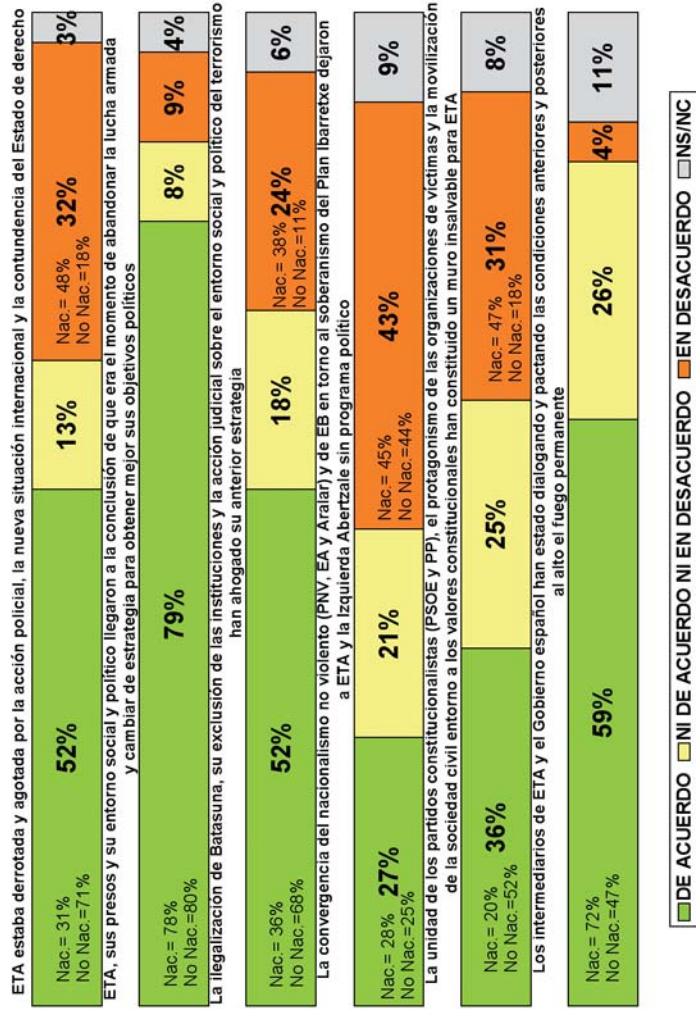 ETA estaba derrotada y agotada por la acción policial, la nueva situación internacional y la contundencia del Estado de derecho
Nac.= 31%
No Nac.=71%
52%
13%
Nac.= 48%
No Nac.=18%
32%
3%
ETA, sus presos y su entorno social y político llegaron a la conclusión de que era el momento de abandonar la lucha armada
y cambiar de estrategia para obtener mejor sus objetivos políticos
Nac.= 78%
No Nac.=80%
79%
8%
9%
4%
La ilegalización de Batasuna, su exclusión de las instituciones y la acción judicial sobre el entorno social y político del terrorismo
han ahogado su anterior estrategia
Nac.= 36%
No Nac.=68%
52%
18%
Nac.= 38%
No Nac.=11%
24%
6%
La convergencia del nacionalismo no violento (PNV, EA y Aralar) y de EB en torno al soberanismo del Plan Ibarretxe dejaron
a ETA y la Izquierda Abertzale sin programa político
Nac.= 28%
No Nac.=25%
27%
21%
Nac.= 45%
No Nac.=44%
43%
9%
La unidad de los partidos constitucionalistas (PSOE y PP), el protagonismo de las organizaciones de víctimas y la movilización
de la sociedad civil entorno a los valores constitucionales han constituido un muro insalvable para ETA
Nac.= 20%
No Nac.=52%
36%
25%
Nac.= 47%
No Nac.=18%
31%
8%
Los intermediarios de ETA y el Gobierno español han estado dialogando y pactando las condiciones anteriores y posteriores
al alto el fuego permanente
Nac.= 72%
No Nac.=47%
59%
26%
4%
11%
DE ACUERDO NI DE ACUERDO NI EN DESACUERDO EN DESACUERDO NS/NC